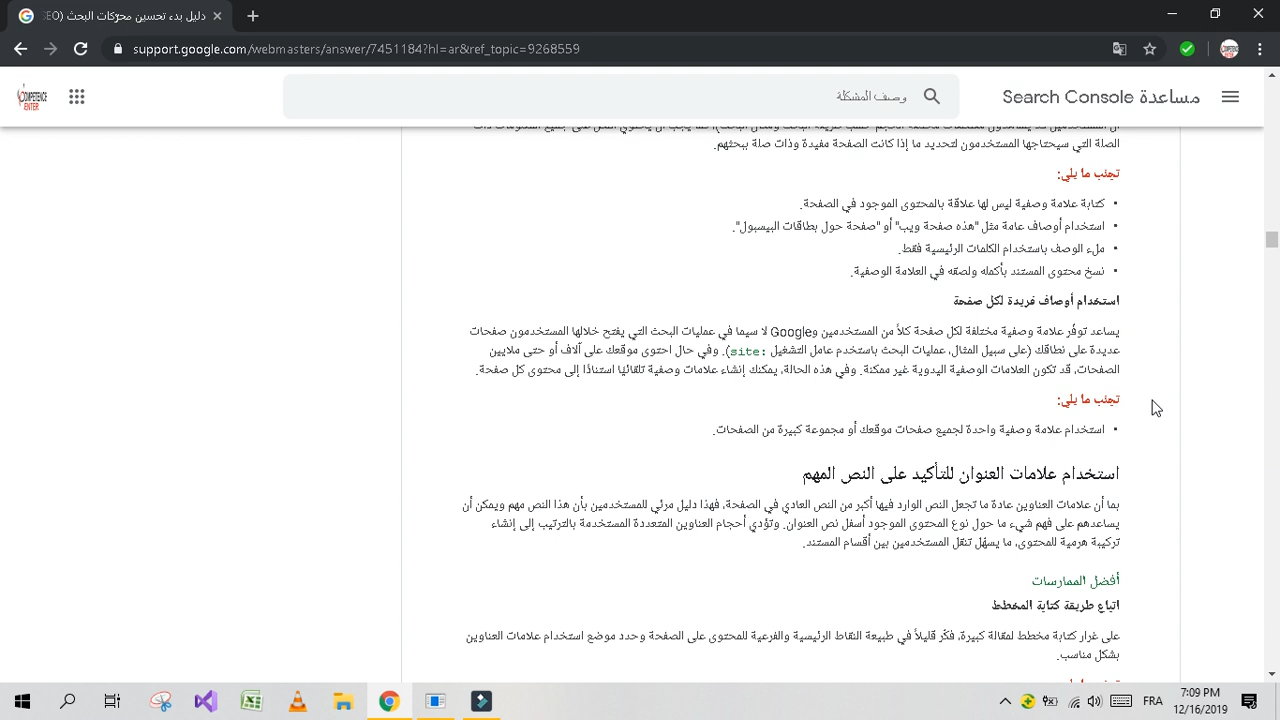 دليل بدء تحسين محرّكات البحث (SEO
support.google.com/webmasters/answer/7451184?hl=ar&ref_topic=9268559
مساعدة Search Console
وصف المشكلة
COMPETENCE
ENTER
الصلة التي سيحتاجها المستخدمون لتحديد ما إذا كانت الصفحة مفيدة وذات صلة ببحثهم.
تجنب ما يلي:
كتابة علامة وصفية ليس لها علاقة بالمحتوى الموجود في الصفحة.
استخدام أوصاف عامة مثل "هذه صفحة ويب" أو "صفحة حول بطاقات البيسبول".
ملء الوصف باستخدام الكلمات الرئيسية فقط.
نسخ محتوى المستند بأكمله ولصقه في العلامة الوصفية.
استخدام أوصاف فريدة لكل صفحة
يساعد توفُّر علامة وصفية مختلفة لكل صفحة كلاً من المستخدمين وGoogle لا سيما في عمليات البحث التي يفتح خلالها المستخدمون صفحات
عديدة على نطاقك (على سبيل المثال، عمليات البحث باستخدم عامل التشغيل site:). وفي حال احتوى موقعك على آلاف أو حتى ملايين
الصفحات، قد تكون العلامات الوصفية اليدوية غير ممكنة. وفي هذه الحالة، يمكنك إنشاء علامات وصفية تلقائيًا استنادًا إلى محتوى كل صفحة.
تجنب ما يلي:
استخدام علامة وصفية واحدة لجميع صفحات موقعك أو مجموعة كبيرة من الصفحات.
استخدام علامات العنوان للتأكيد على النص المهم
بما أن علامات العناوين عادة ما تجعل النص الوارد فيها أكبر من النص العادي في الصفحة، فهذا دليل مرئي للمستخدمين بأن هذا النص مهم ويمكن أن
يساعدهم على فهم شيء ما حول نوع المحتوى الموجود أسفل نص العنوان. وتؤدي أحجام العناوين المتعددة المستخدمة بالترتيب إلى إنشاء
تركيبة هرمية للمحتوى، ما يسهّل تنقل المستخدمين بين أقسام المستند.
أفضل الممارسات
اتباع طريقة كتابة المخطط
على غرار كتابة مخطط لمقالة كبيرة، فكّر قليلاً في طبيعة النقاط الرئيسية والفرعية للمحتوى على الصفحة وحدد موضع استخدام علامات العناوين
بشكل مناسب.
FRA
7:09 PM
12/16/2019